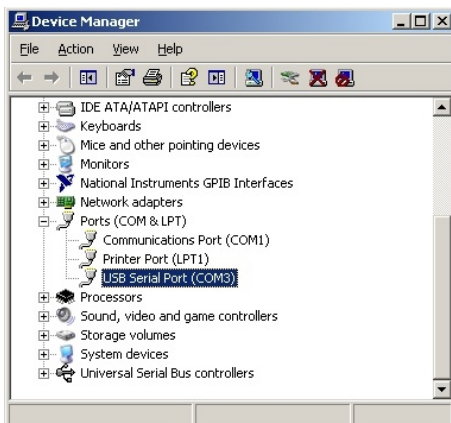 Device Manager
File Action View Help
IDE ATA/ATAPI controllers
Keyboards
Mice and other pointing devices
Monitors
National Instruments GPIB Interfaces
Network adapters
Ports (COM & LPT)
Communications Port (COM1)
Printer Port (LPT1)
USB Serial Port (COM3)
Processors
Sound, video and game controllers
Storage volumes
System devices
Universal Serial Bus controllers